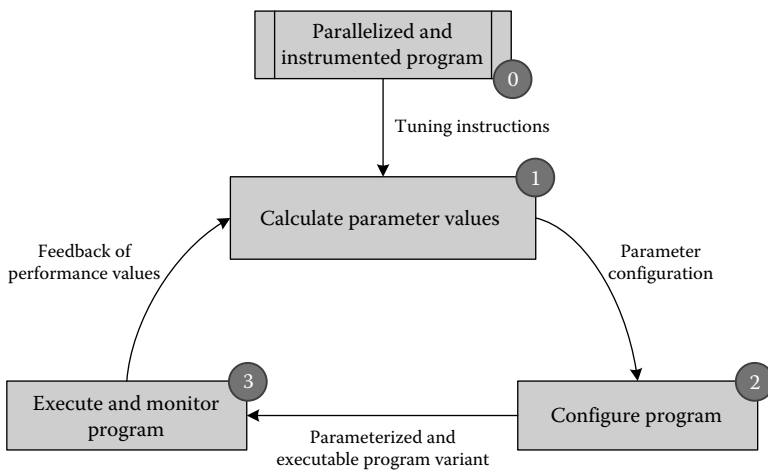 Parallelized and
instrumented program
0
Tuning instructions
1
Calculate parameter values
Feedback of
performance values
Parameter
configuration
3
Execute and monitor
program
2
Configure program
Parameterized and
executable program variant